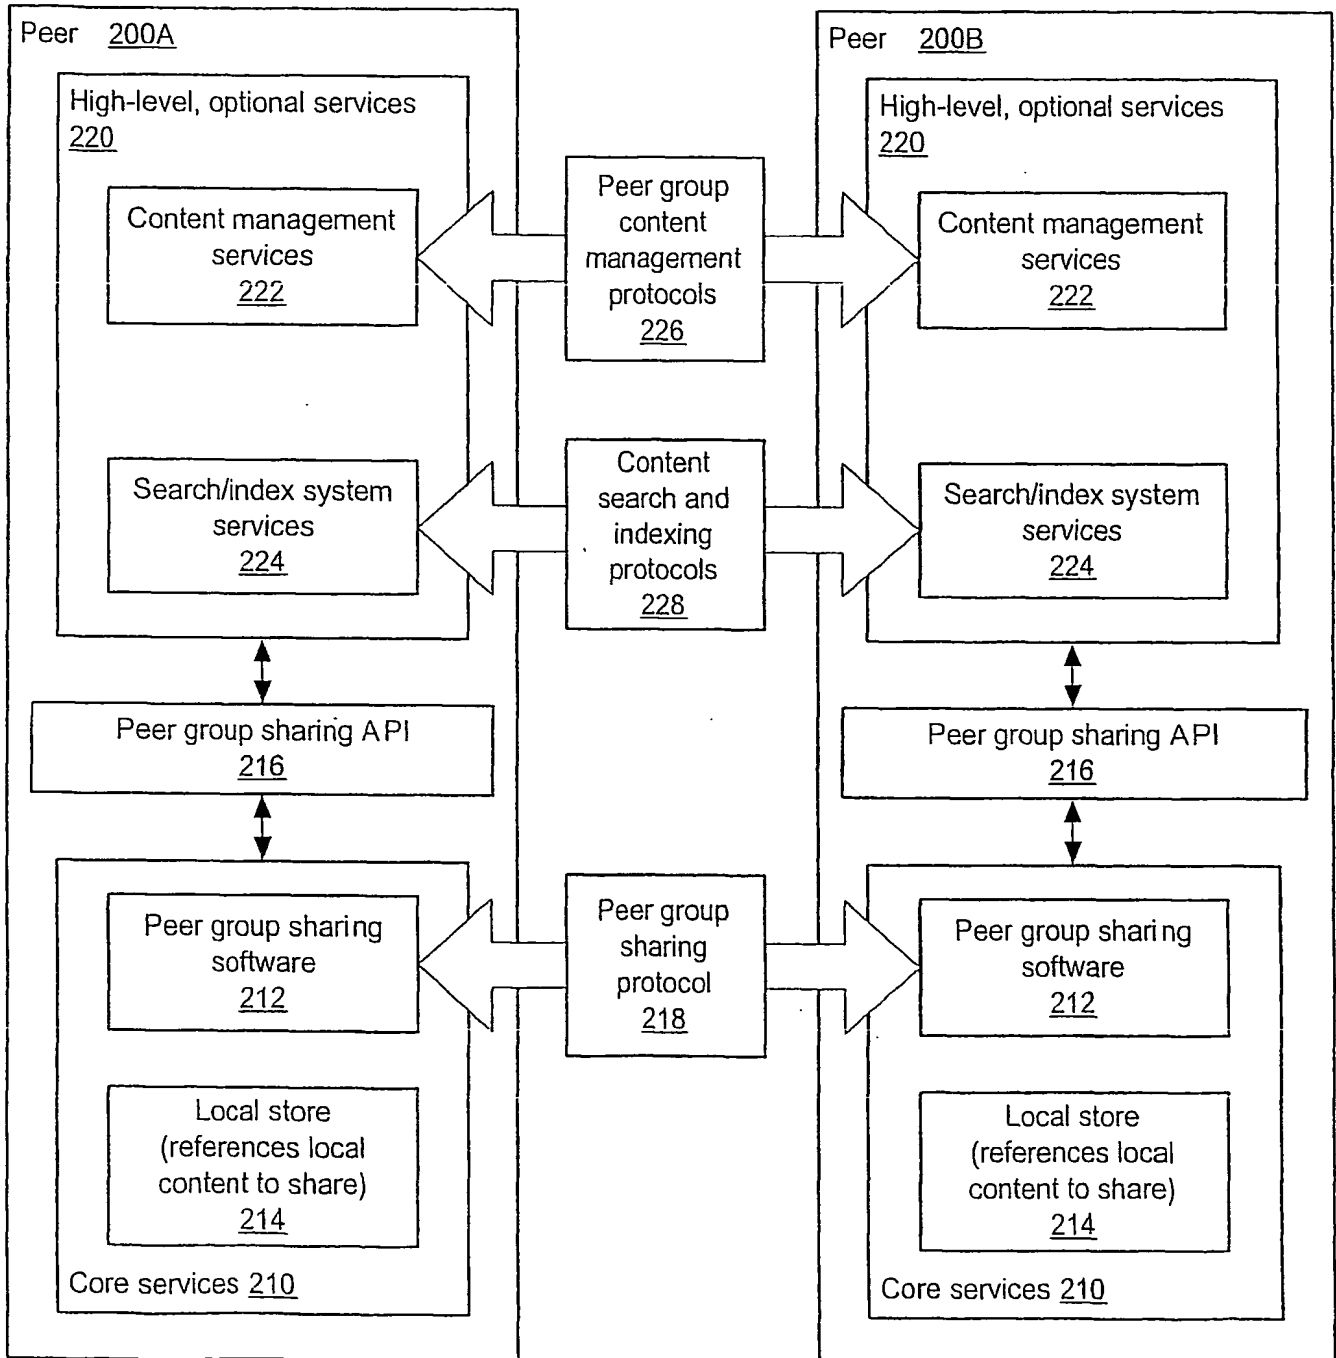 Peer 200A
High-level, optional services
220
Content management
services
222
Search/index system
services
224
Peer group sharing API
216
Peer group sharing
software
212
Local store
(references local
content to share)
214
Core services 210
Peer group
content
management
protocols
226
Content
search and
indexing
protocols
228
Peer group
sharing
protocol
218
Peer 200B
High-level, optional services
220
Content management
services
222
Search/index system
services
224
Peer group sharing API
216
Peer group sharing
software
212
Local store
(references local
content to share)
214
Core services 210